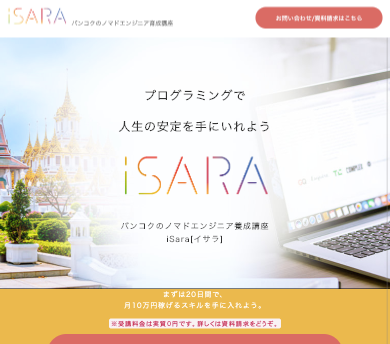 iSARA バンコクのノマドエンジニア育成講座
お問い合わせ/資料請求はこちら
プログラミングで
人生の安定を手にいれよう
iSARA
バンコクのノマドエンジニア養成講座
iSara[イサラ]
まずは20日間で、
月10万円稼げるスキルを手に入れよう。
※受講料金は実質0円です。詳しくは資料請求をどうぞ。